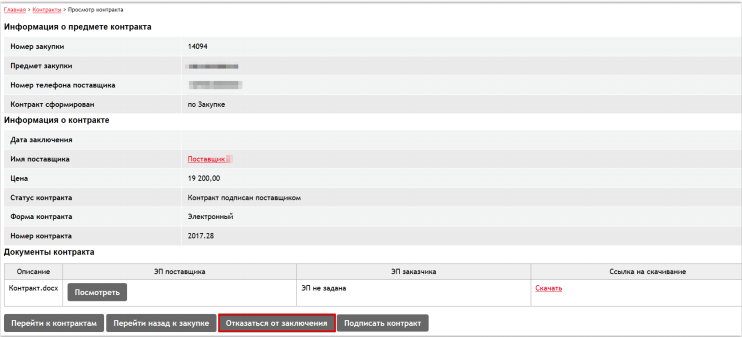 Главная > Контракты > Просмотр контракта
Информация о предмете контракта
Номер закупки 14094
Предмет закупки
Номер телефона поставщика
Контракт сформирован по Закупке
Информация о контракте
Дата заключения
Имя поставщика Поставщик
Цена 19 200,00
Статус контракта Контракт подписан поставщиком
Форма контракта Электронный
Номер контракта 2017.28
Документы контракта
Описание ЭП поставщика ЭП заказчика Ссылка на скачивание
Контракт.docx Посмотреть ЭП не задана Скачать
Перейти к контрактам Перейти назад к закупке Отказаться от заключения Подписать контракт